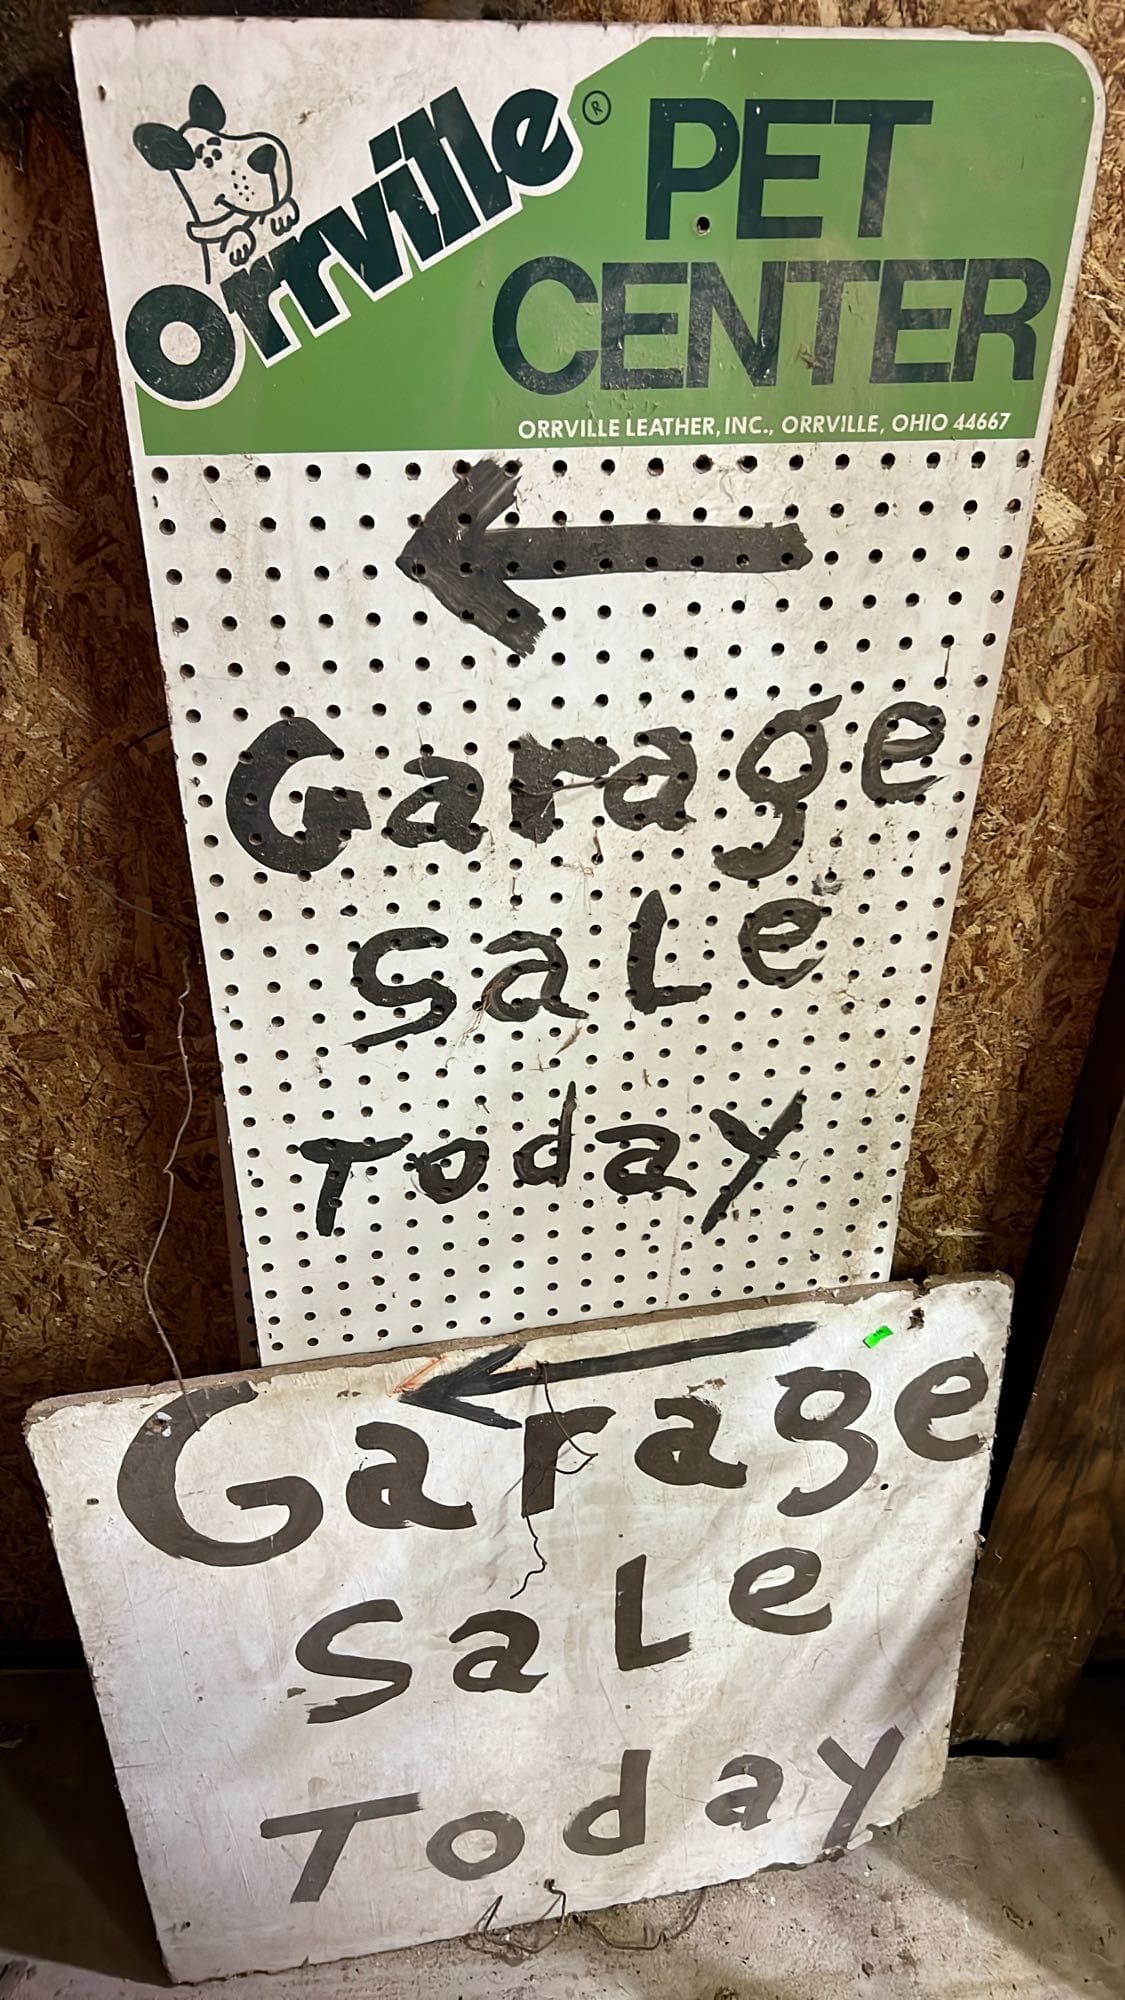 Orrville ® PET
CENTER
ORRVILLE LEATHER, INC., ORRVILLE, OHIO 44667
Garage
Sale
Today
Garage
Sale
Today